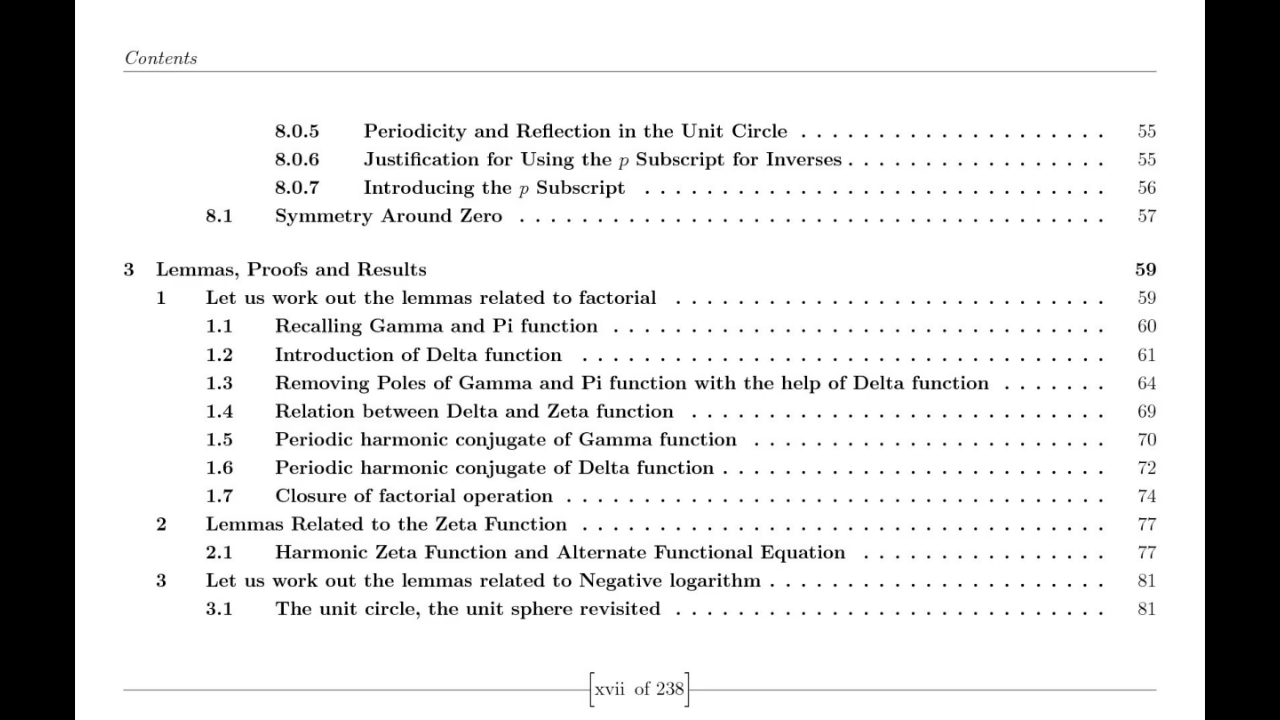 Contents
8.0.5 Periodicity and Reflection in the Unit Circle . . . . . . . . . . . . . . . . . . . . 55
8.0.6 Justification for Using the p Subscript for Inverses . . . . . . . . . . . . . . . . . 55
8.0.7 Introducing the p Subscript . . . . . . . . . . . . . . . . . . . . . . . . . . . . . . 56
8.1 Symmetry Around Zero . . . . . . . . . . . . . . . . . . . . . . . . . . . . . . . . . . . . . . 57
3 Lemmas, Proofs and Results 59
1 Let us work out the lemmas related to factorial . . . . . . . . . . . . . . . . . . . . . . . . . . . . 59
1.1 Recalling Gamma and Pi function . . . . . . . . . . . . . . . . . . . . . . . . . . . . . . . . 60
1.2 Introduction of Delta function . . . . . . . . . . . . . . . . . . . . . . . . . . . . . . . . . . 61
1.3 Removing Poles of Gamma and Pi function with the help of Delta function . . . . . . . 64
1.4 Relation between Delta and Zeta function . . . . . . . . . . . . . . . . . . . . . . . . . . . 69
1.5 Periodic harmonic conjugate of Gamma function . . . . . . . . . . . . . . . . . . . . . . . 70
1.6 Periodic harmonic conjugate of Delta function . . . . . . . . . . . . . . . . . . . . . . . . . 72
1.7 Closure of factorial operation . . . . . . . . . . . . . . . . . . . . . . . . . . . . . . . . . . . 74
2 Lemmas Related to the Zeta Function . . . . . . . . . . . . . . . . . . . . . . . . . . . . . . . . . . 77
2.1 Harmonic Zeta Function and Alternate Functional Equation . . . . . . . . . . . . . . . . 77
3 Let us work out the lemmas related to Negative logarithm . . . . . . . . . . . . . . . . . . . . . . 81
3.1 The unit circle, the unit sphere revisited . . . . . . . . . . . . . . . . . . . . . . . . . . . . 81
[xvii of 238]